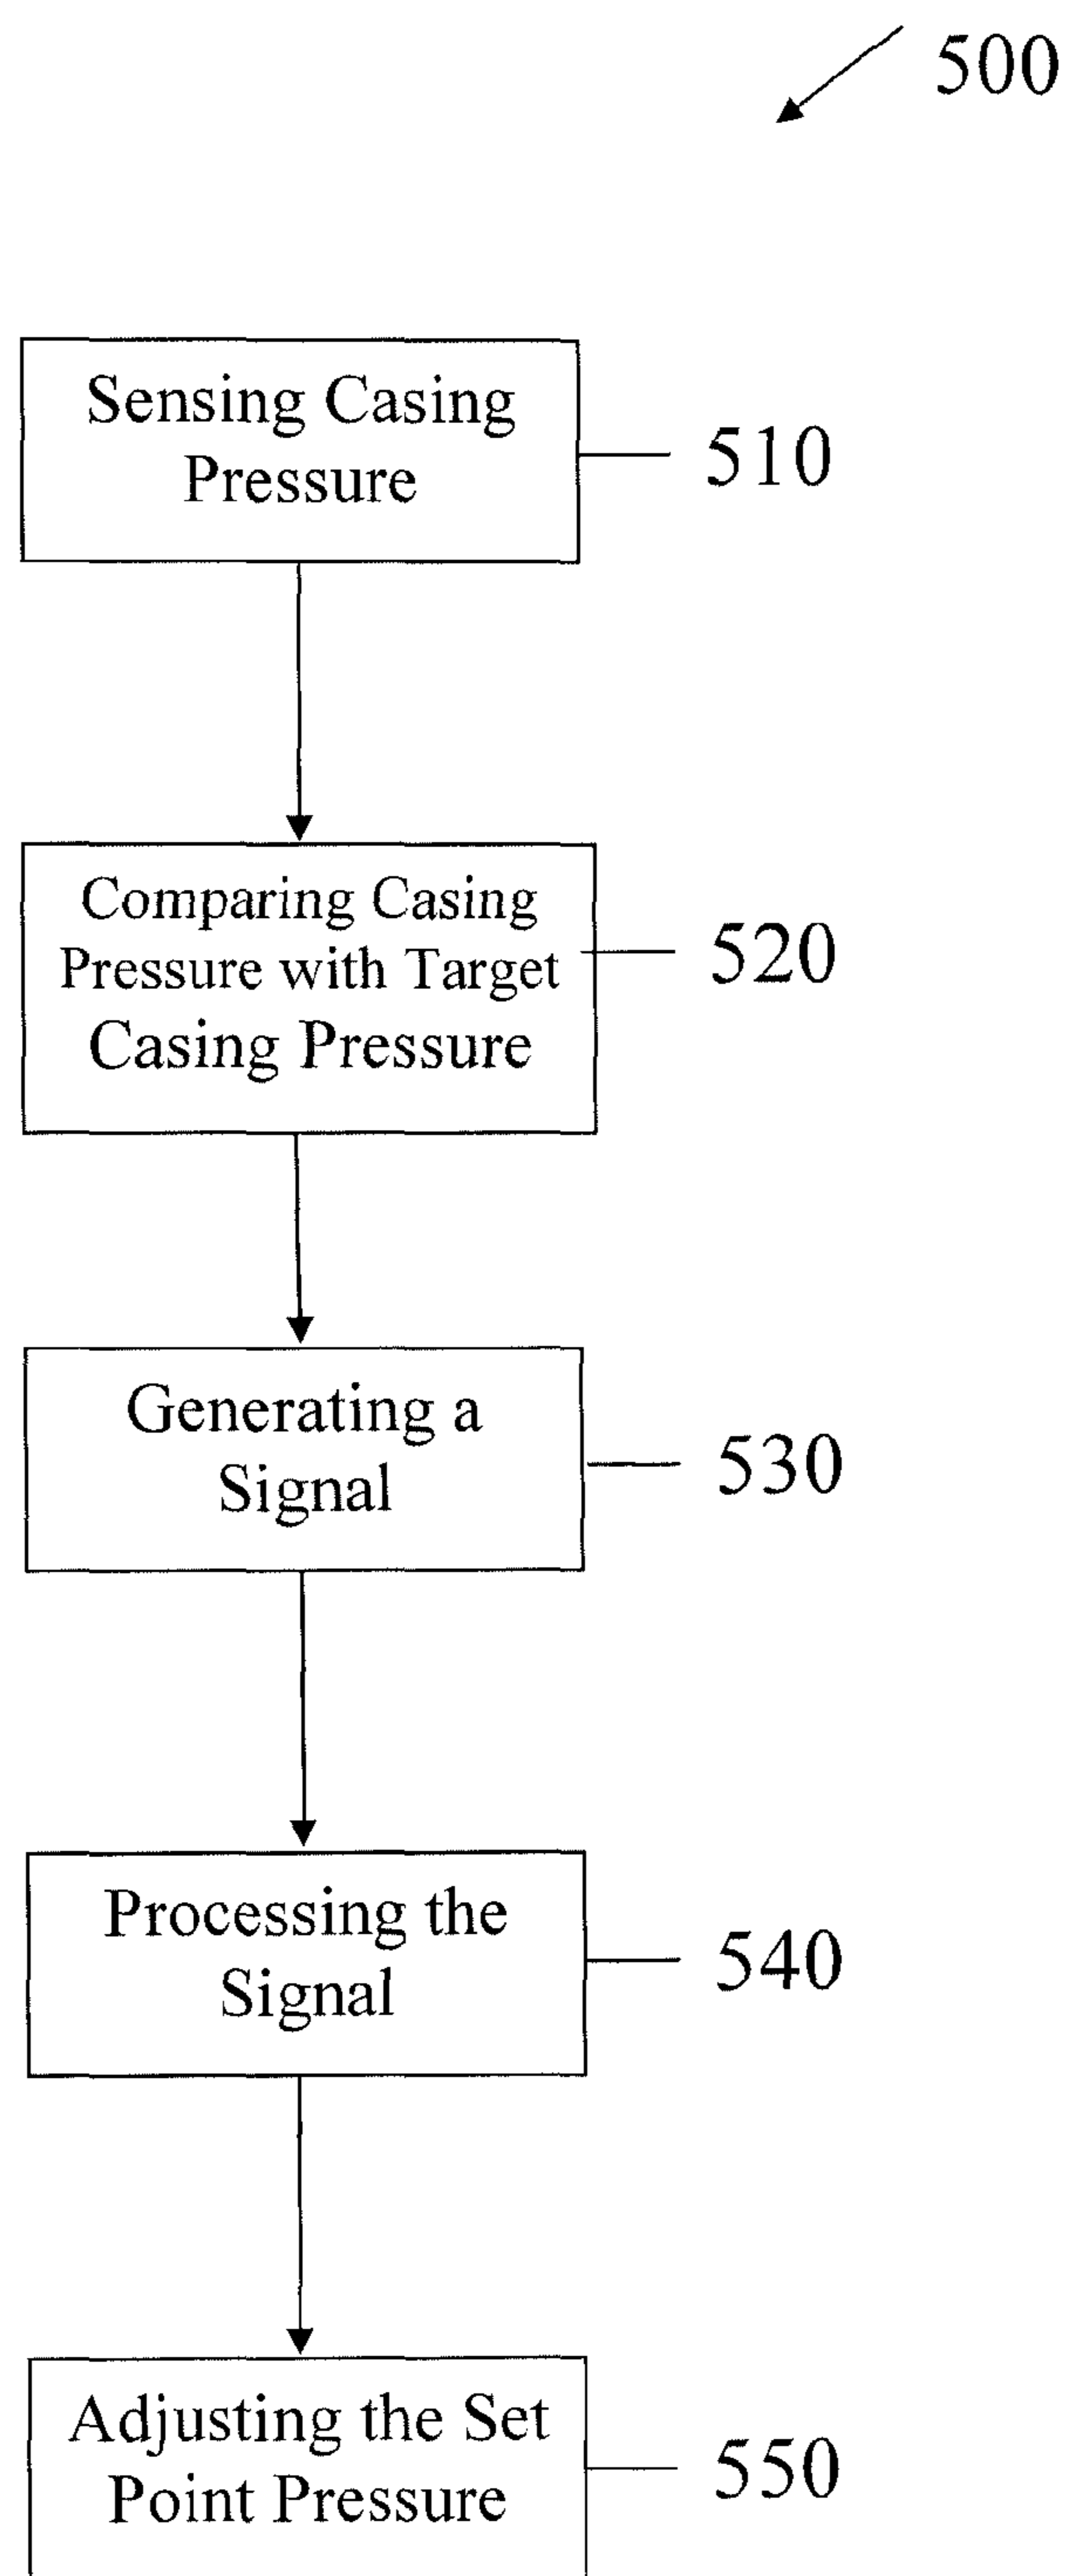 500
Sensing Casing
Pressure
510
Comparing Casing
Pressure with Target
Casing Pressure
520
Generating a
Signal
530
Processing the
Signal
540
Adjusting the Set
Point Pressure
550